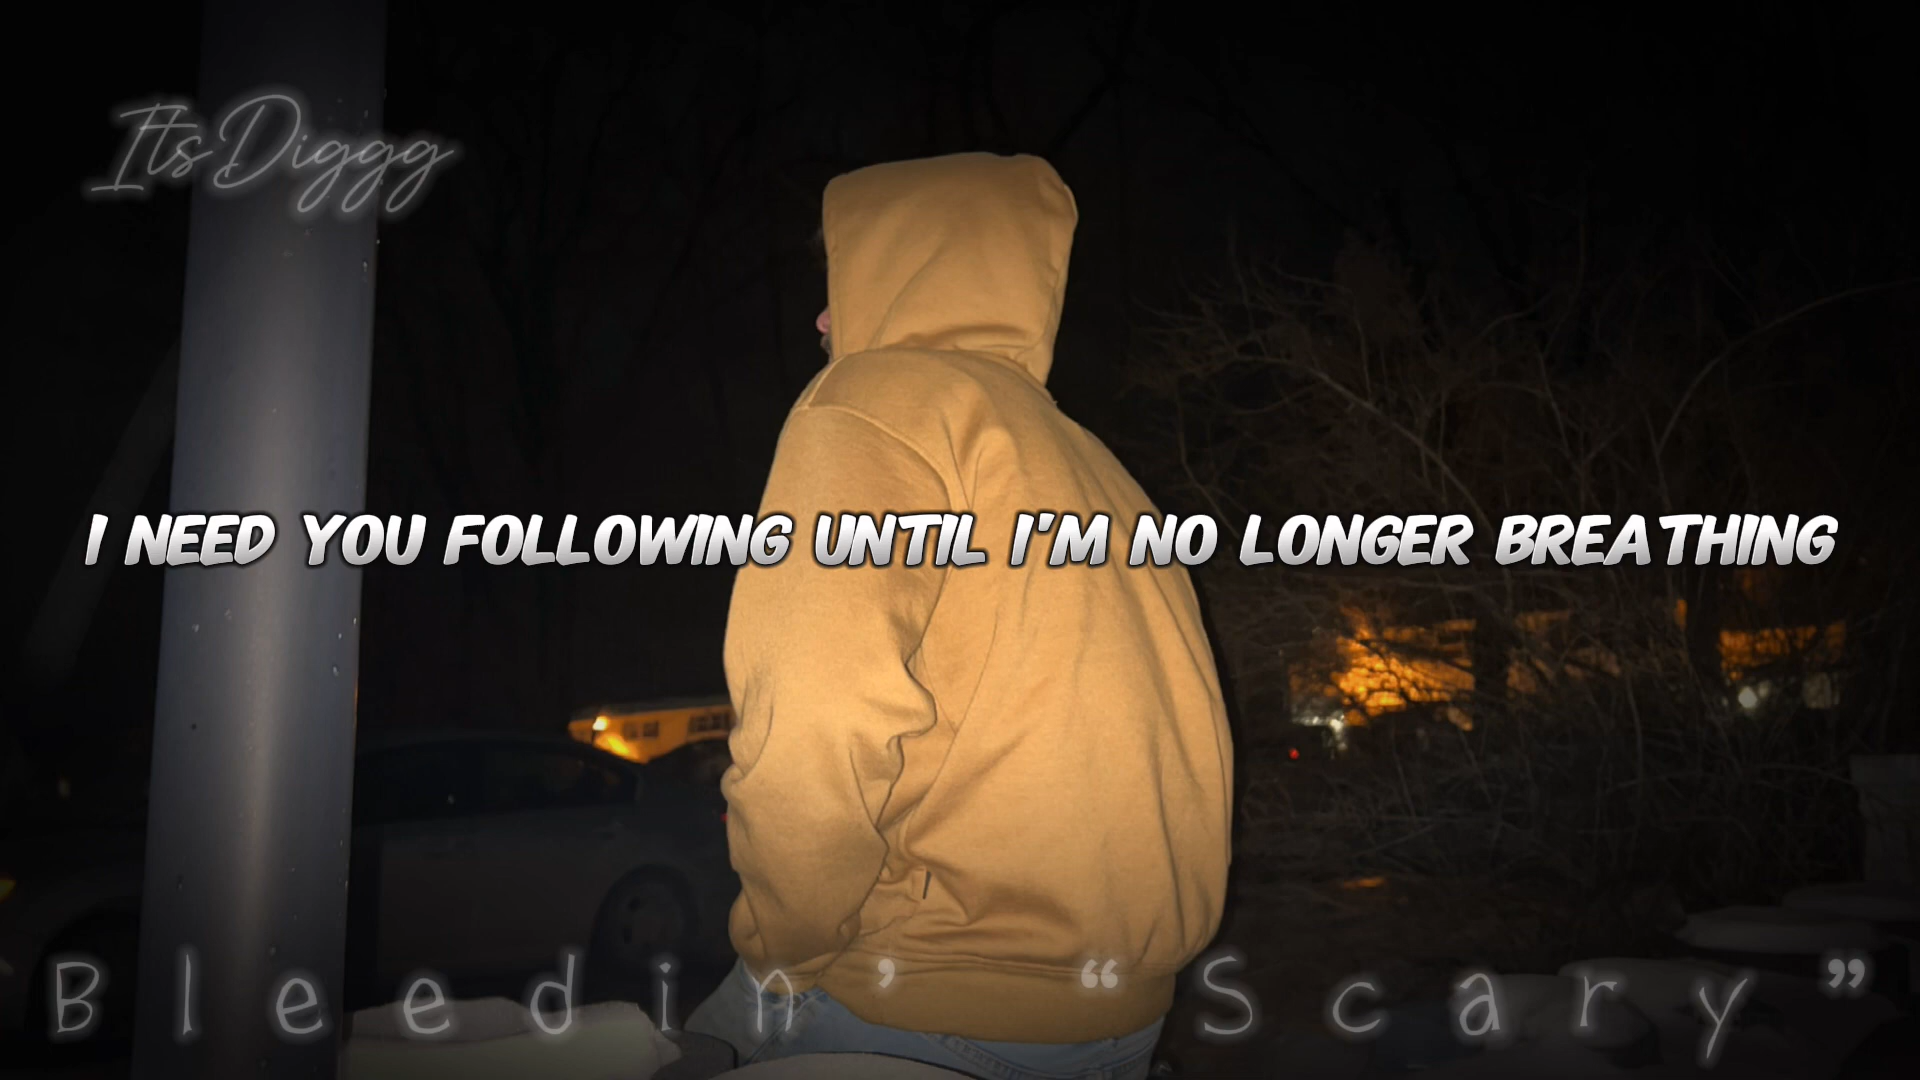 ItsDiggg
I NEED YOU FOLLOWING UNTIL I'M NO LONGER BREATHING
Bleedin’ “Scary”